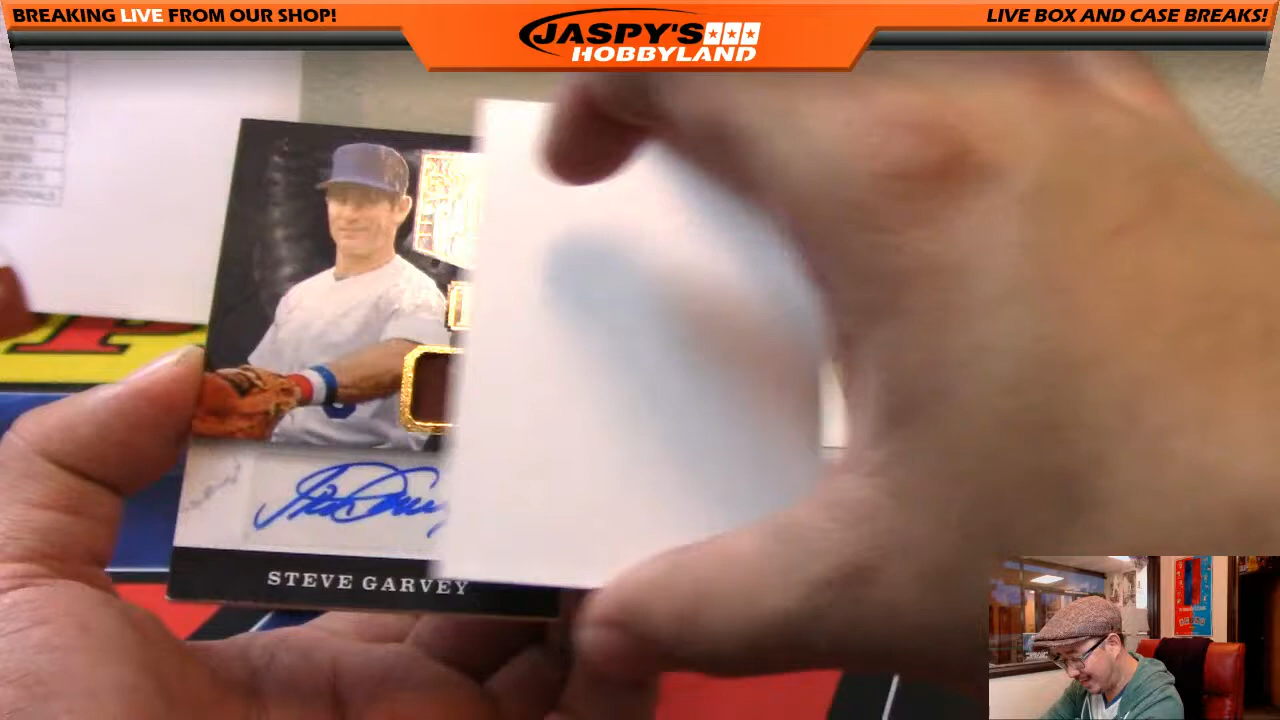 BREAKING LIVE FROM OUR SHOP!
JASPY'S
HOBBYLAND
LIVE BOX AND CASE BREAKS!
STEVE GARVEY